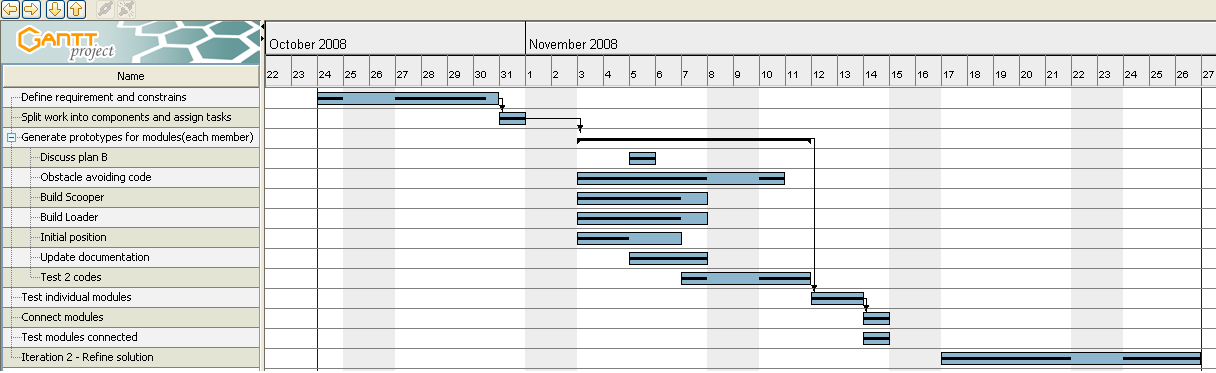 GANTT
project
October 2008 November 2008
22 23 24 25 26 27 28 29 30 31 1 2 3 4 5 6 7 8 9 10 11 12 13 14 15 16 17 18 19 20 21 22 23 24 25 26 27
Name
Define requirement and constrains
Split work into components and assign tasks
Generate prototypes for modules(each member)
Discuss plan B
Obstacle avoiding code
Build Scooper
Build Loader
Initial position
Update documentation
Test 2 codes
Test individual modules
Connect modules
Test modules connected
Iteration 2 - Refine solution